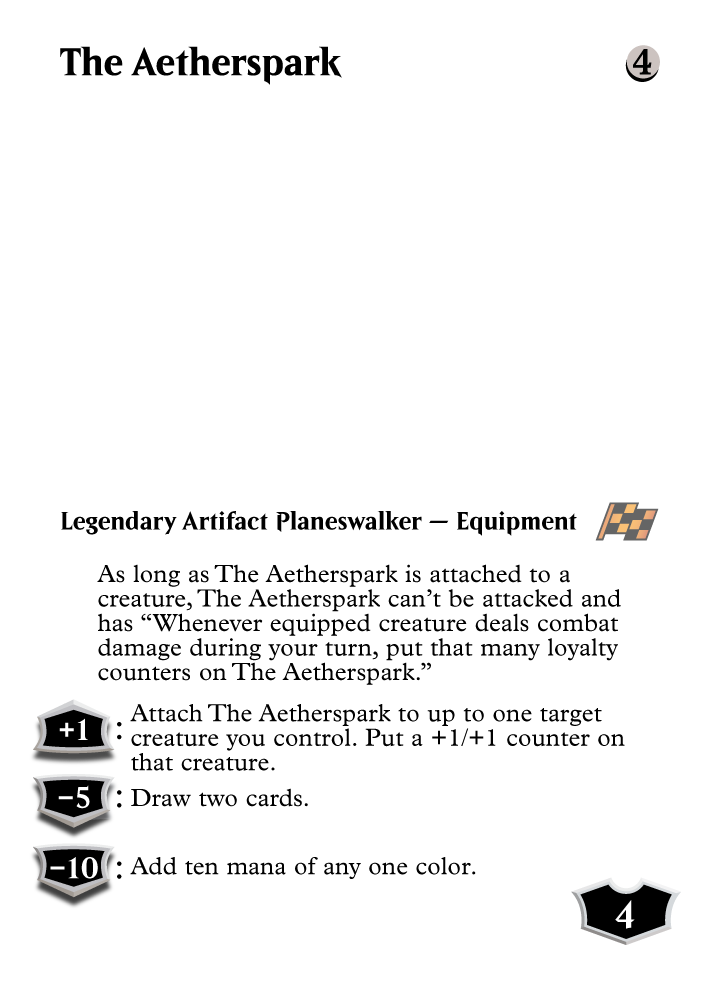 The Aetherspark 4
Legendary Artifact Planeswalker — Equipment
As long as The Aetherspark is attached to a
creature, The Aetherspark can’t be attacked and
has “Whenever equipped creature deals combat
damage during your turn, put that many loyalty
counters on The Aetherspark.”
+1 : Attach The Aetherspark to up to one target
creature you control. Put a +1/+1 counter on
that creature.
−5 : Draw two cards.
−10 : Add ten mana of any one color.
4